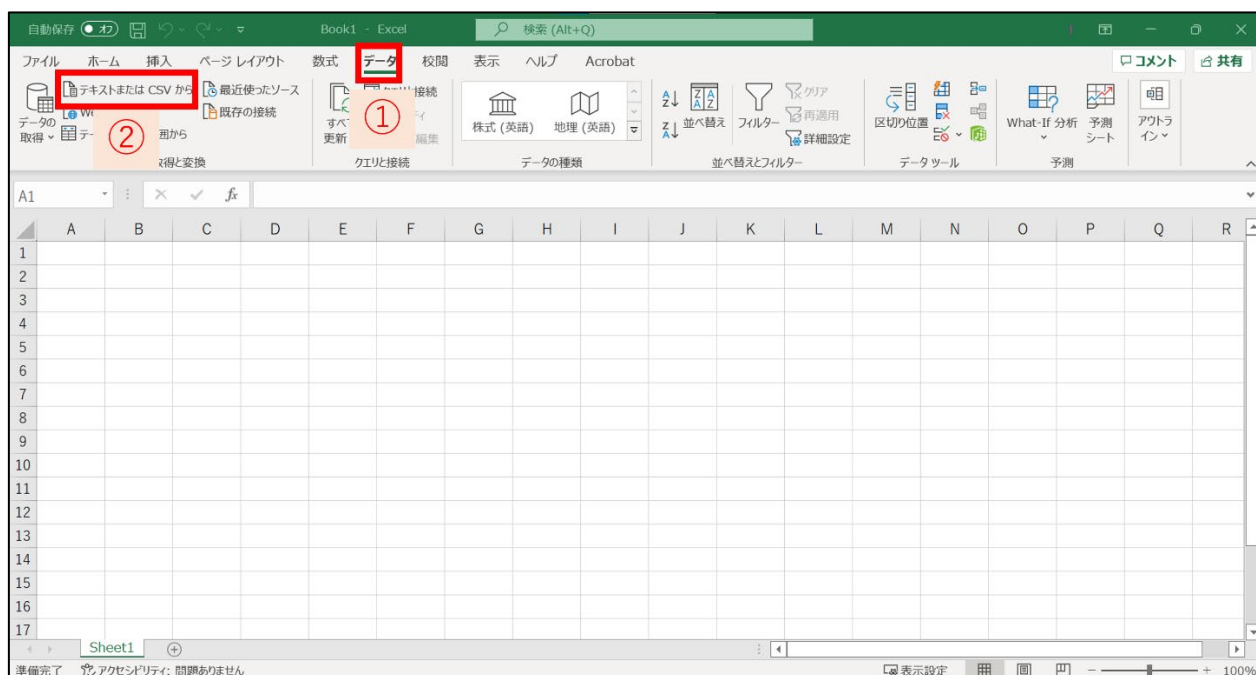 自動保存 オフ Book1 - Excel 検索 (Alt+Q)
ファイル ホーム 挿入 ページ レイアウト 数式 データ 校閲 表示 ヘルプ Acrobat コメント 共有
テキストまたは CSV から 最近使ったソース
既存の接続
データの取得
囲から
①
②
すべて
更新
接続
編集
株式 (英語) 地理 (英語)
並べ替え フィルター クリア
再適用
詳細設定
区切り位置
What-If 分析
予測
シート
アウトラ
イン
取得と変換 クエリと接続 データの種類 並べ替えとフィルター データ ツール 予測
A1 fx
A B C D E F G H I J K L M N O P Q R
1
2
3
4
5
6
7
8
9
10
11
12
13
14
15
16
17
Sheet1
準備完了 アクセシビリティ: 問題ありません 表示設定 100%